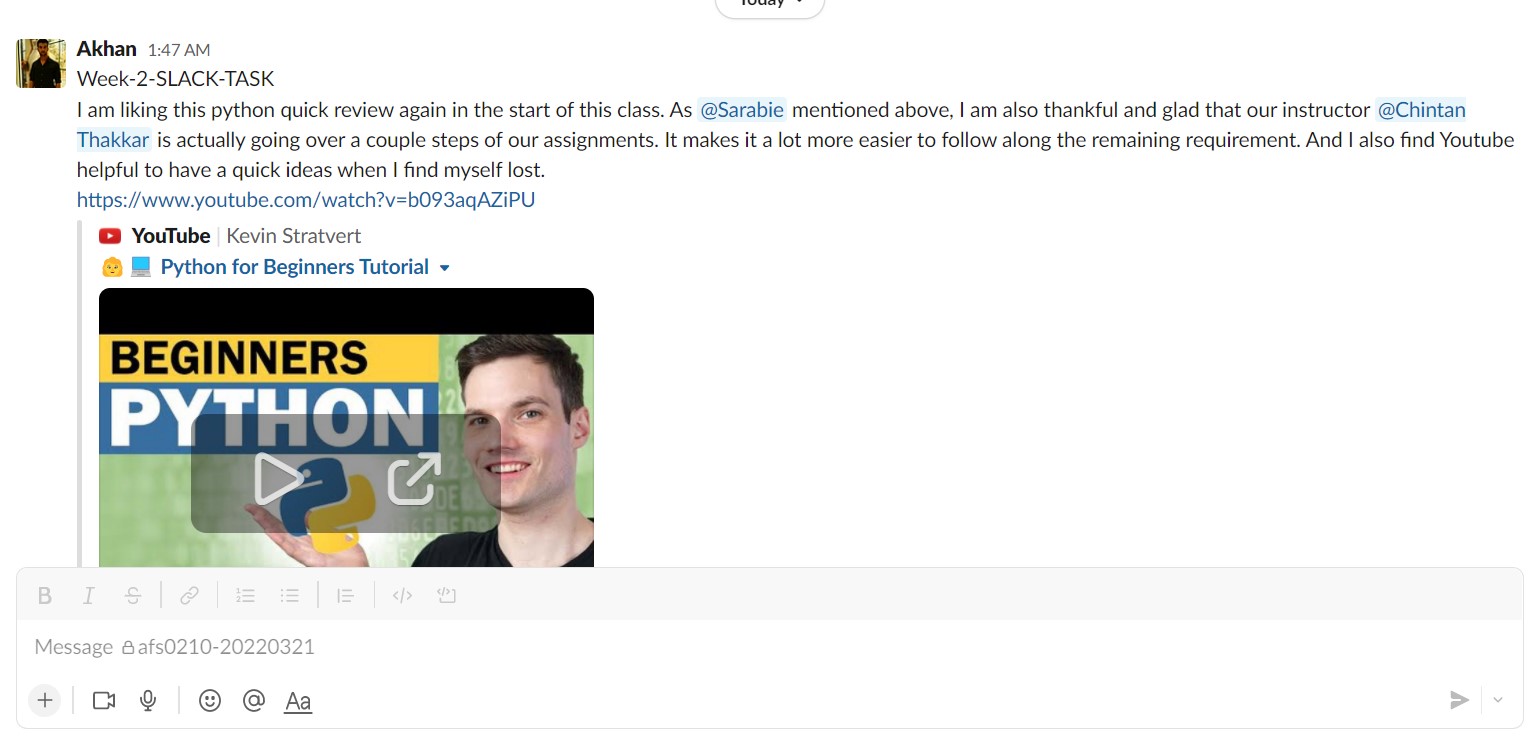 Today
Akhan 1:47 AM
Week-2-SLACK-TASK
I am liking this python quick review again in the start of this class. As @Sarabie mentioned above, I am also thankful and glad that our instructor @Chintan
Thakkar is actually going over a couple steps of our assignments. It makes it a lot more easier to follow along the remaining requirement. And I also find Youtube
helpful to have a quick ideas when I find myself lost.
https://www.youtube.com/watch?v=b093aqAZiPU
YouTube | Kevin Stratvert
Python for Beginners Tutorial
BEGINNERS
PYTHON
Message afs0210-20220321